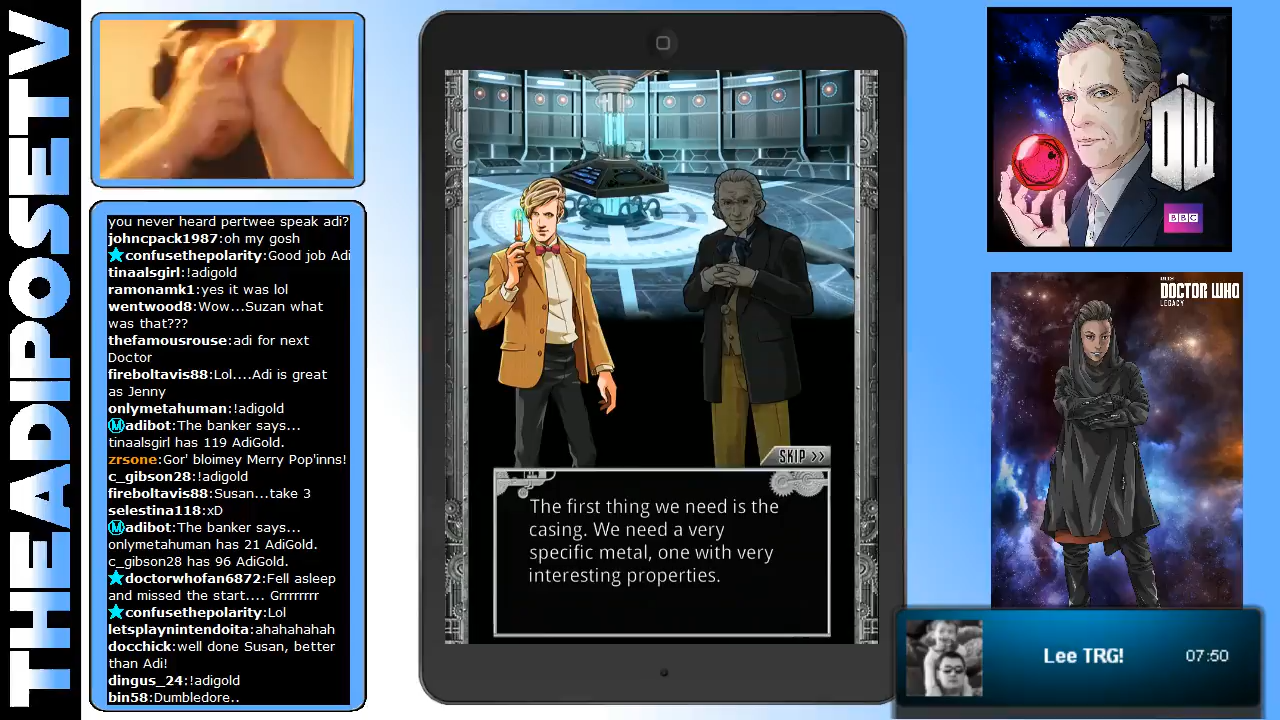 THEADIPOSETV
you never heard pertwee speak adi?
johncpack1987:oh my gosh
confusethepolarity:Good job Adi
tinaalsgirl:!adigold
ramonamk1:yes it was lol
wentwood8:Wow...Suzan what
was that???
thefamousrouse:adi for next
Doctor
fireboltavis88:Lol....Adi is great
as Jenny
onlymetahuman:!adigold
M adibot:The banker says...
tinaalsgirl has 119 AdiGold.
zrsone:Gor' bloimey Merry Pop'inns!
c_gibson28:!adigold
fireboltavis88:Susan...take 3
selestina118:xD
M adibot:The banker says...
onlymetahuman has 21 AdiGold.
c_gibson28 has 96 AdiGold.
doctorwhofan6872:Fell asleep
and missed the start.... Grrrrrrrr
confusethepolarity:Lol
letsplaynintendoita:ahahahahah
docchick:well done Susan, better
than Adi!
dingus_24:!adigold
bin58:Dumbledore..
SKIP >>
The first thing we need is the
casing. We need a very
specific metal, one with very
interesting properties.
DW
BBC
DOCTOR WHO
LEGACY
Lee TRG!
07:50